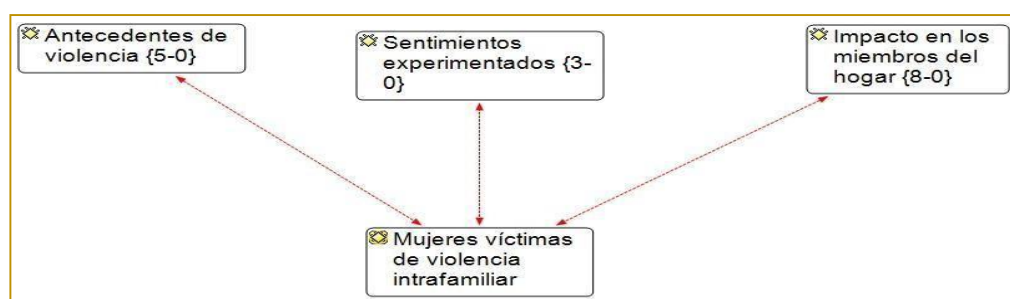 Antecedentes de
violencia {5-0}
Sentimientos
experimentados {3-
0}
Impacto en los
miembros del
hogar {8-0}
Mujeres víctimas
de violencia
intrafamiliar